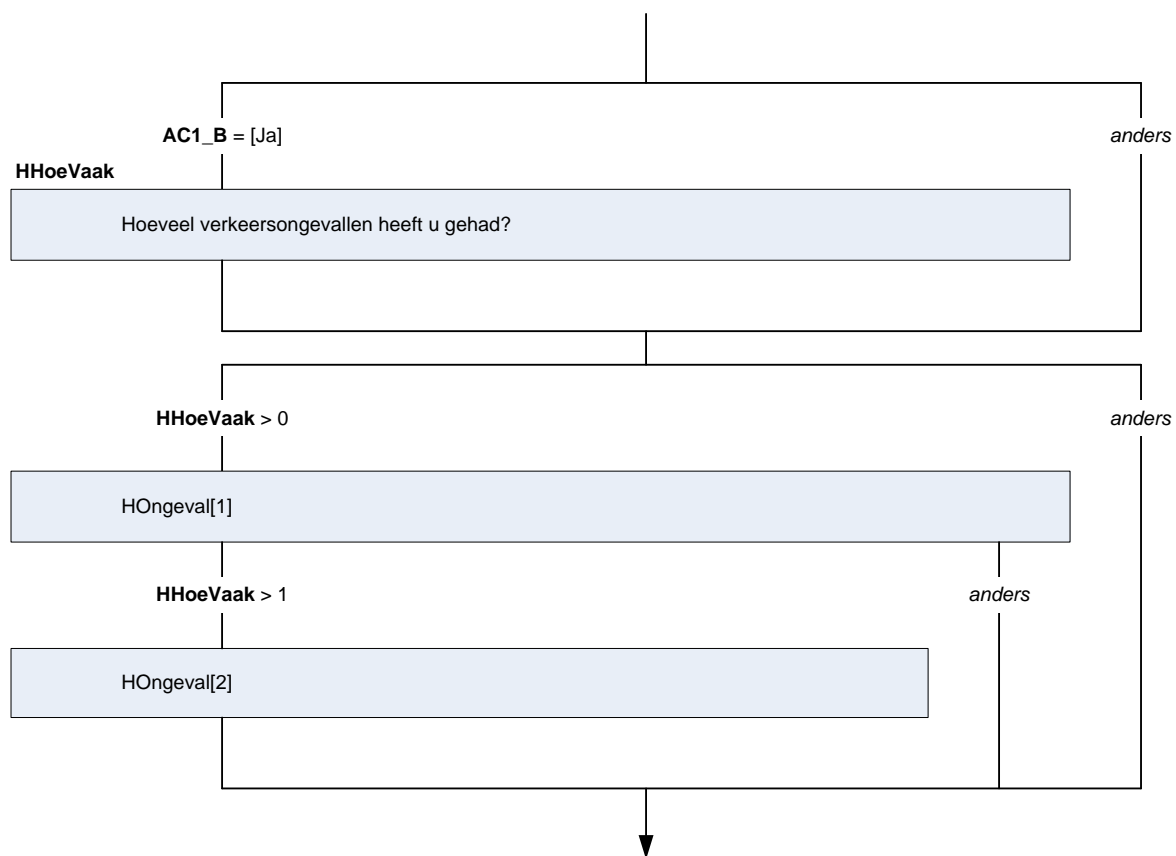 AC1_B = [Ja]
anders
HHoeVaak
Hoeveel verkeersongevallen heeft u gehad?
HHoeVaak > 0
anders
HOngeval[1]
HHoeVaak > 1
anders
HOngeval[2]